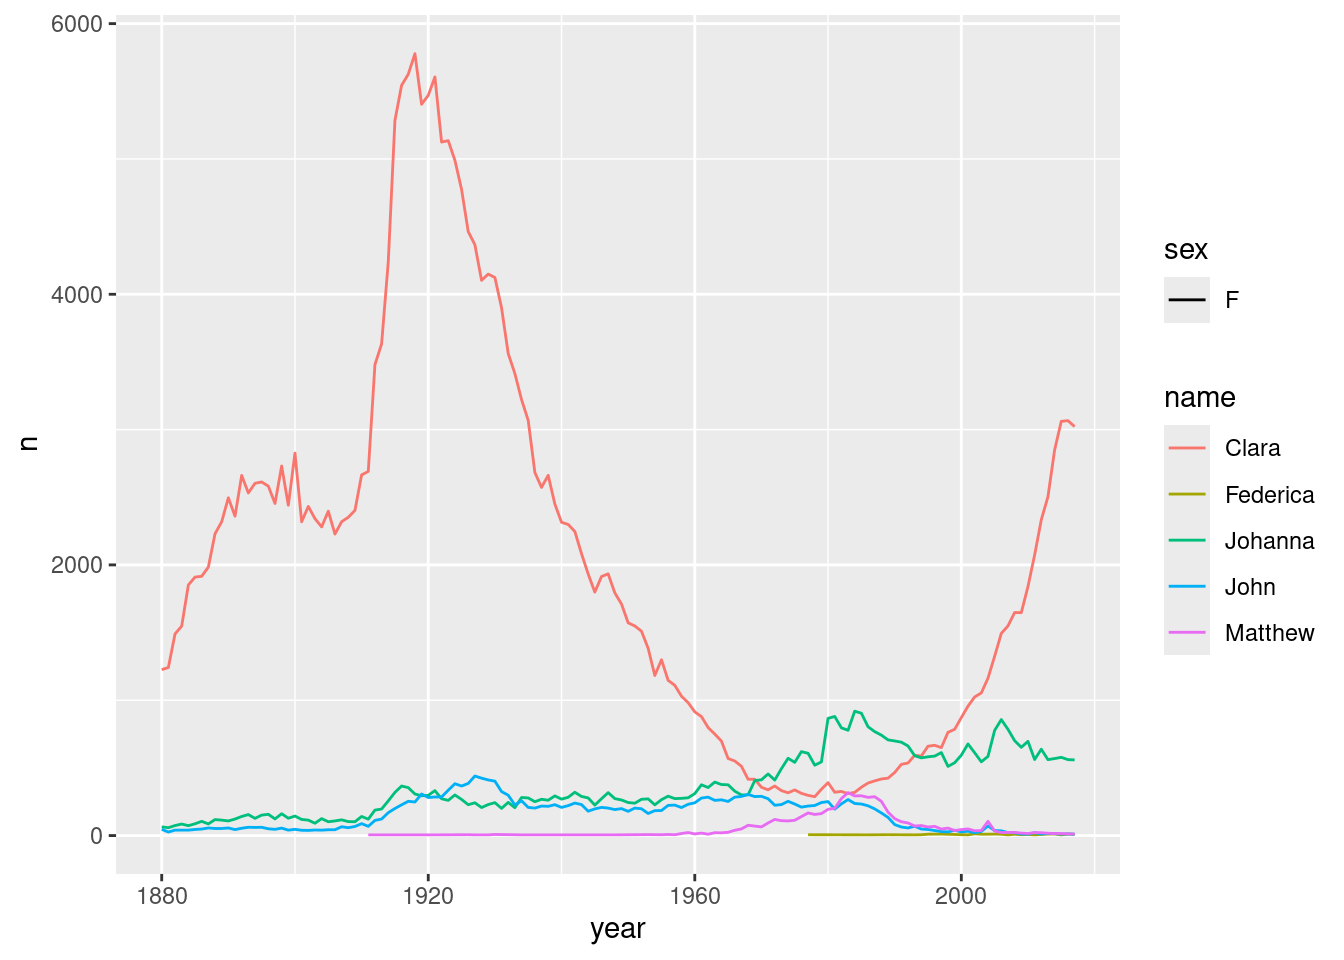 6000
4000
2000
0
n
1880 1920 1960 2000
year
sex
F
name
Clara
Federica
Johanna
John
Matthew